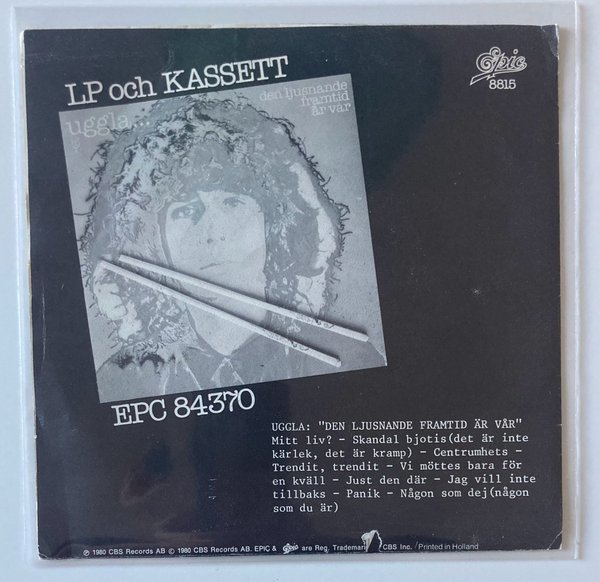 LP och KASSETT
Epic
8815
uggla...
den ljusnande
framtid
är vår
EPC 84370
UGGLA: "DEN LJUSNANDE FRAMTID ÄR VÅR"
Mitt liv? - Skandal bjotis(det är inte
kärlek, det är kramp) - Centrumhets -
Trendit, trendit - Vi möttes bara för
en kväll - Just den där - Jag vill inte
tillbaks - Panik - Någon som dej(någon
som du är)
℗ 1980 CBS Records AB © 1980 CBS Records AB. EPIC & Epic are Reg. Trademar CBS Inc. / Printed in Holland